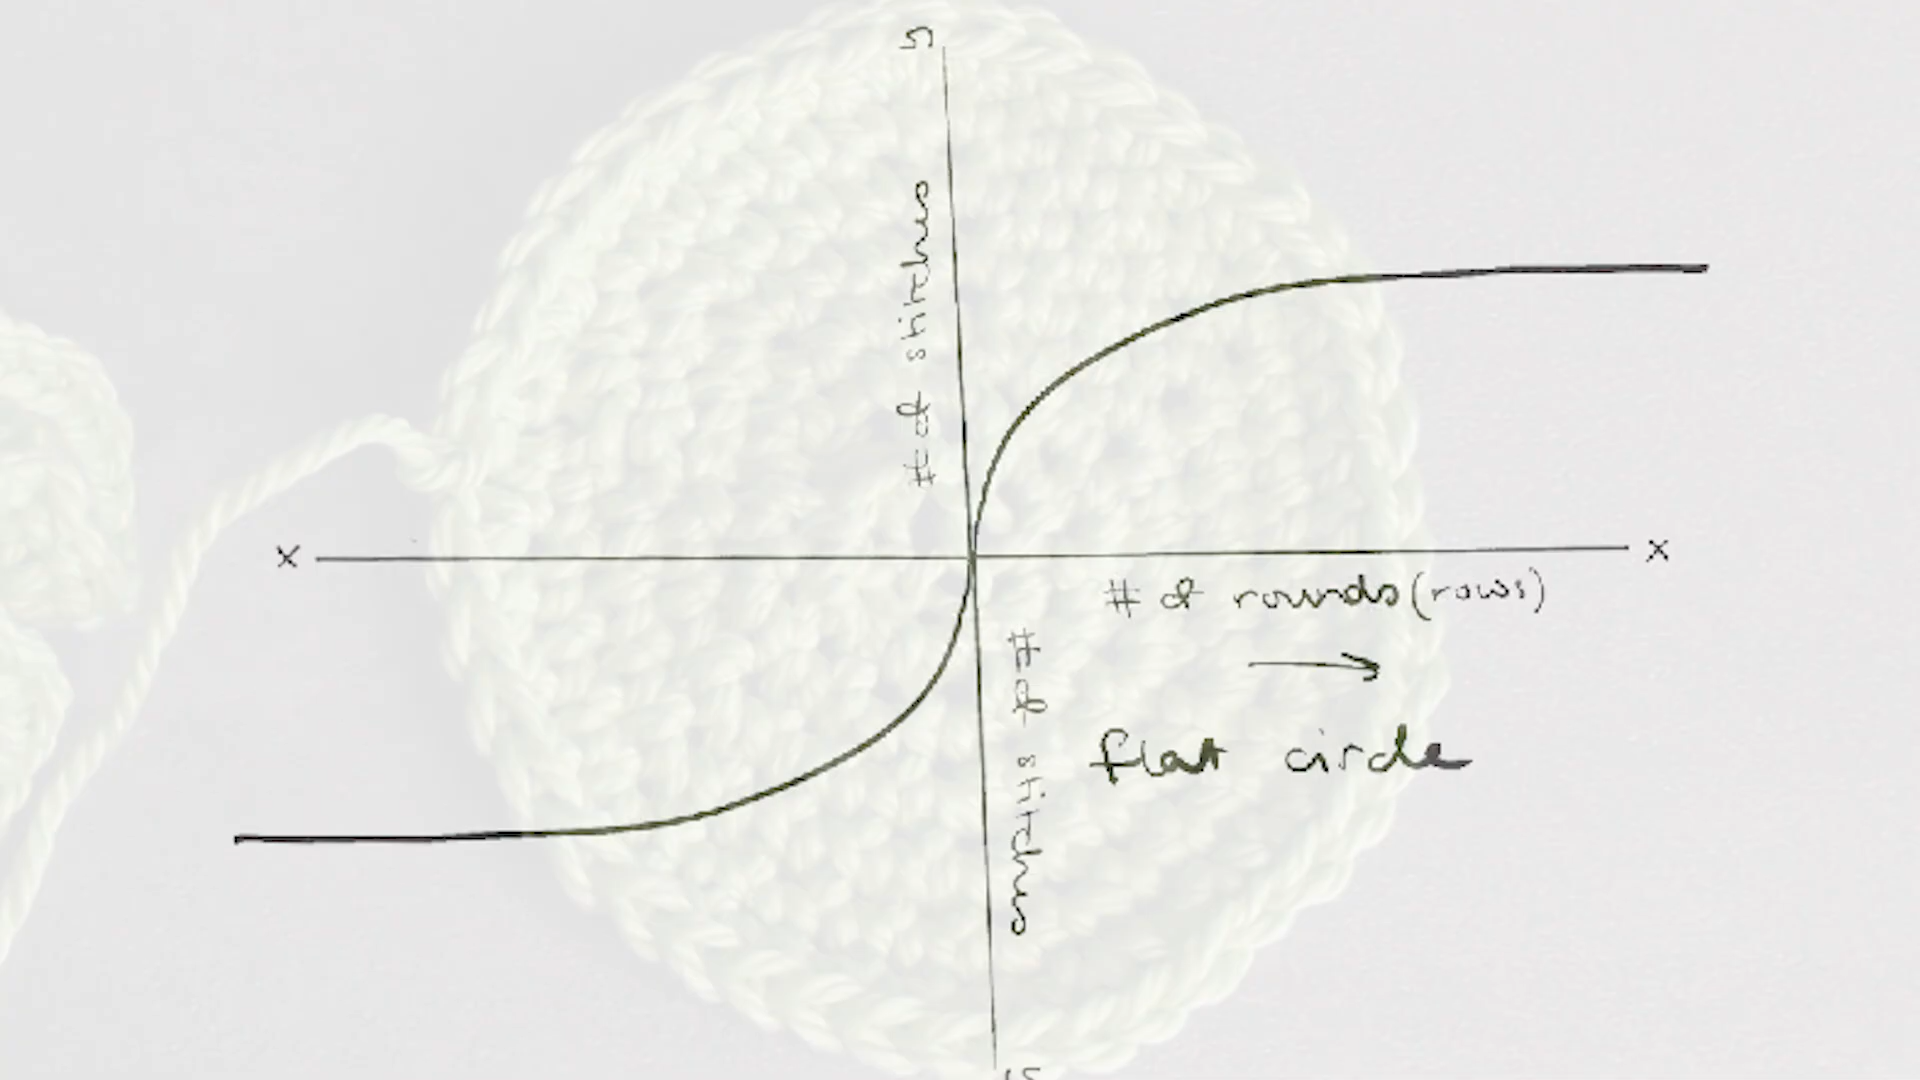 y
# of stitches
x
x
# of rounds (rows)
# of stitches
flat circle
y